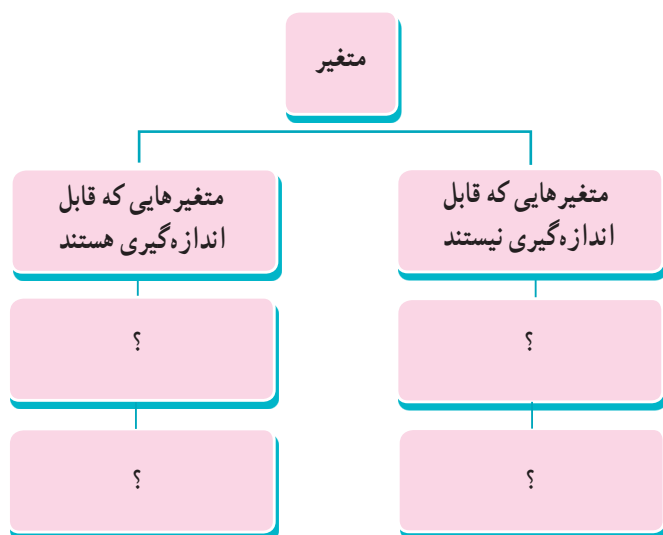 متغیر
متغیرهایی که قابل
اندازه‌گیری نیستند
متغیرهایی که قابل
اندازه‌گیری هستند
؟
؟
؟
؟